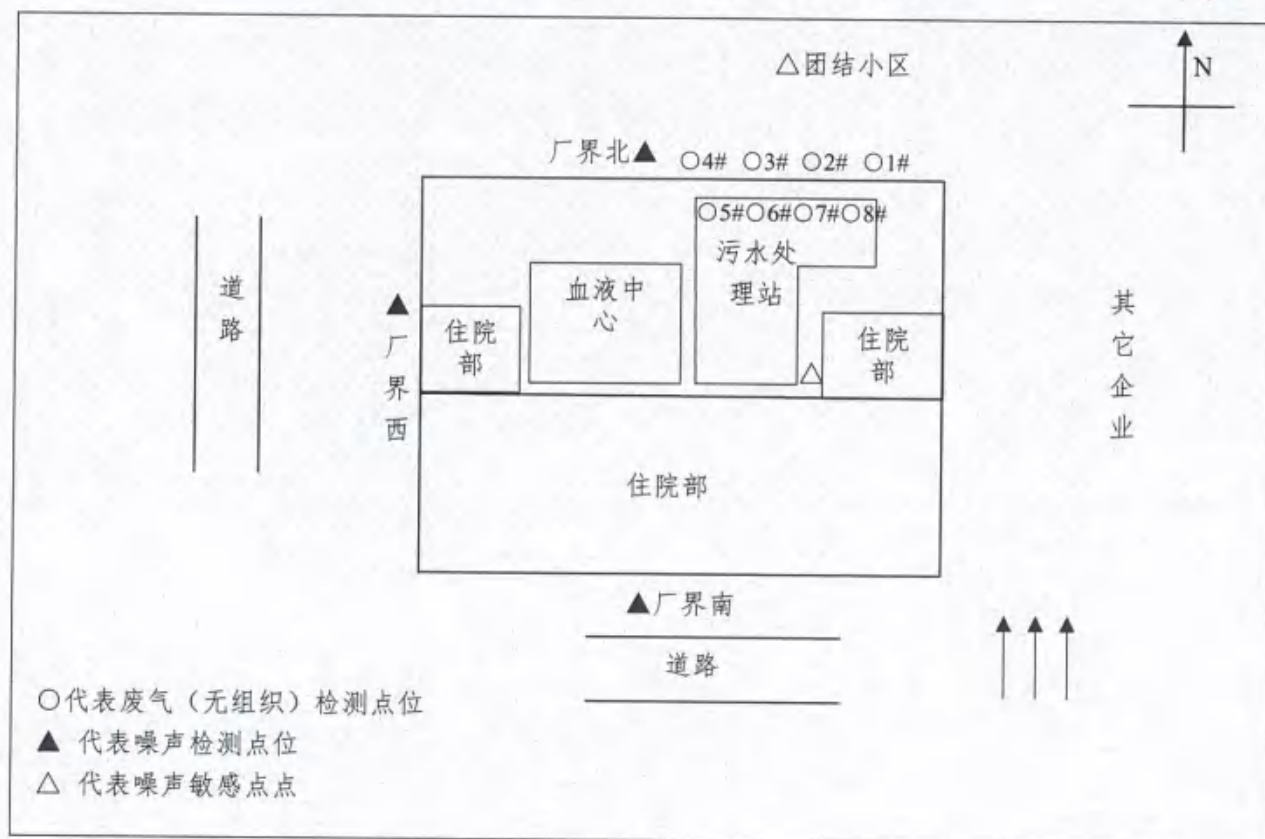 △团结小区
N
厂界北▲
○4# ○3# ○2# ○1#
○5#○6#○7#○8#
污水处
理站
血液中
心
道
路
▲
厂
界
西
住院
部
住院
部
△
其
它
企
业
住院部
▲厂界南
道路
○代表废气（无组织）检测点位
▲ 代表噪声检测点位
△ 代表噪声敏感点点